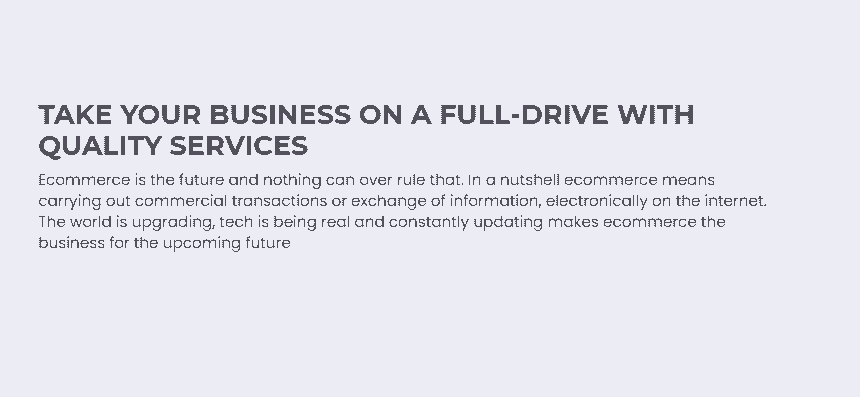 TAKE YOUR BUSINESS ON A FULL-DRIVE WITH
QUALITY SERVICES
Ecommerce is the future and nothing can over rule that. In a nutshell ecommerce means
carrying out commercial transactions or exchange of information, electronically on the internet.
The world is upgrading, tech is being real and constantly updating makes ecommerce the
business for the upcoming future